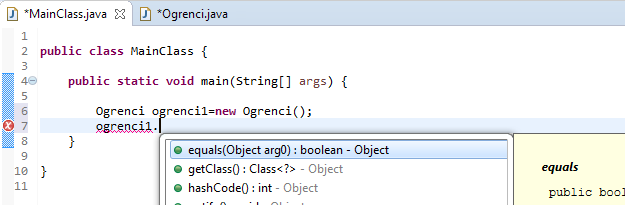 *MainClass.java *Ogrenci.java
1
2 public class MainClass {
3
4 public static void main(String[] args) {
5
6 Ogrenci ogrenci1=new Ogrenci();
7 ogrenci1.
8 }
9
10 }
11
equals(Object arg0) : boolean - Object
getClass() : Class<?> - Object
hashCode() : int - Object
equals
public